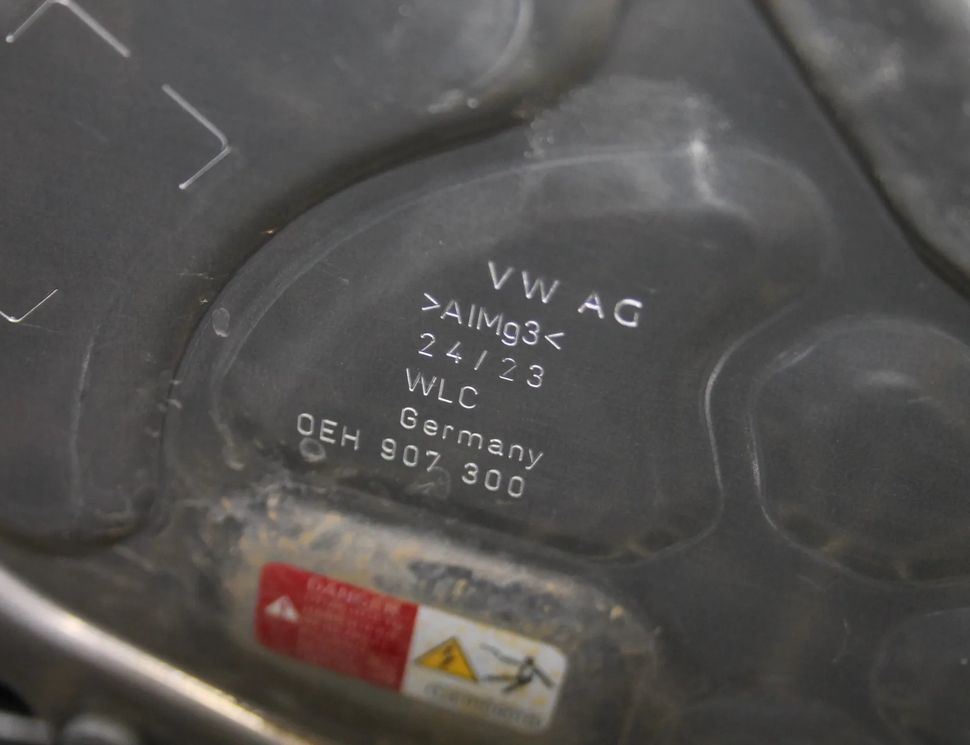 VW AG
>AlMg3<
24/23
WLC
Germany
0EH 907 300
DANGER